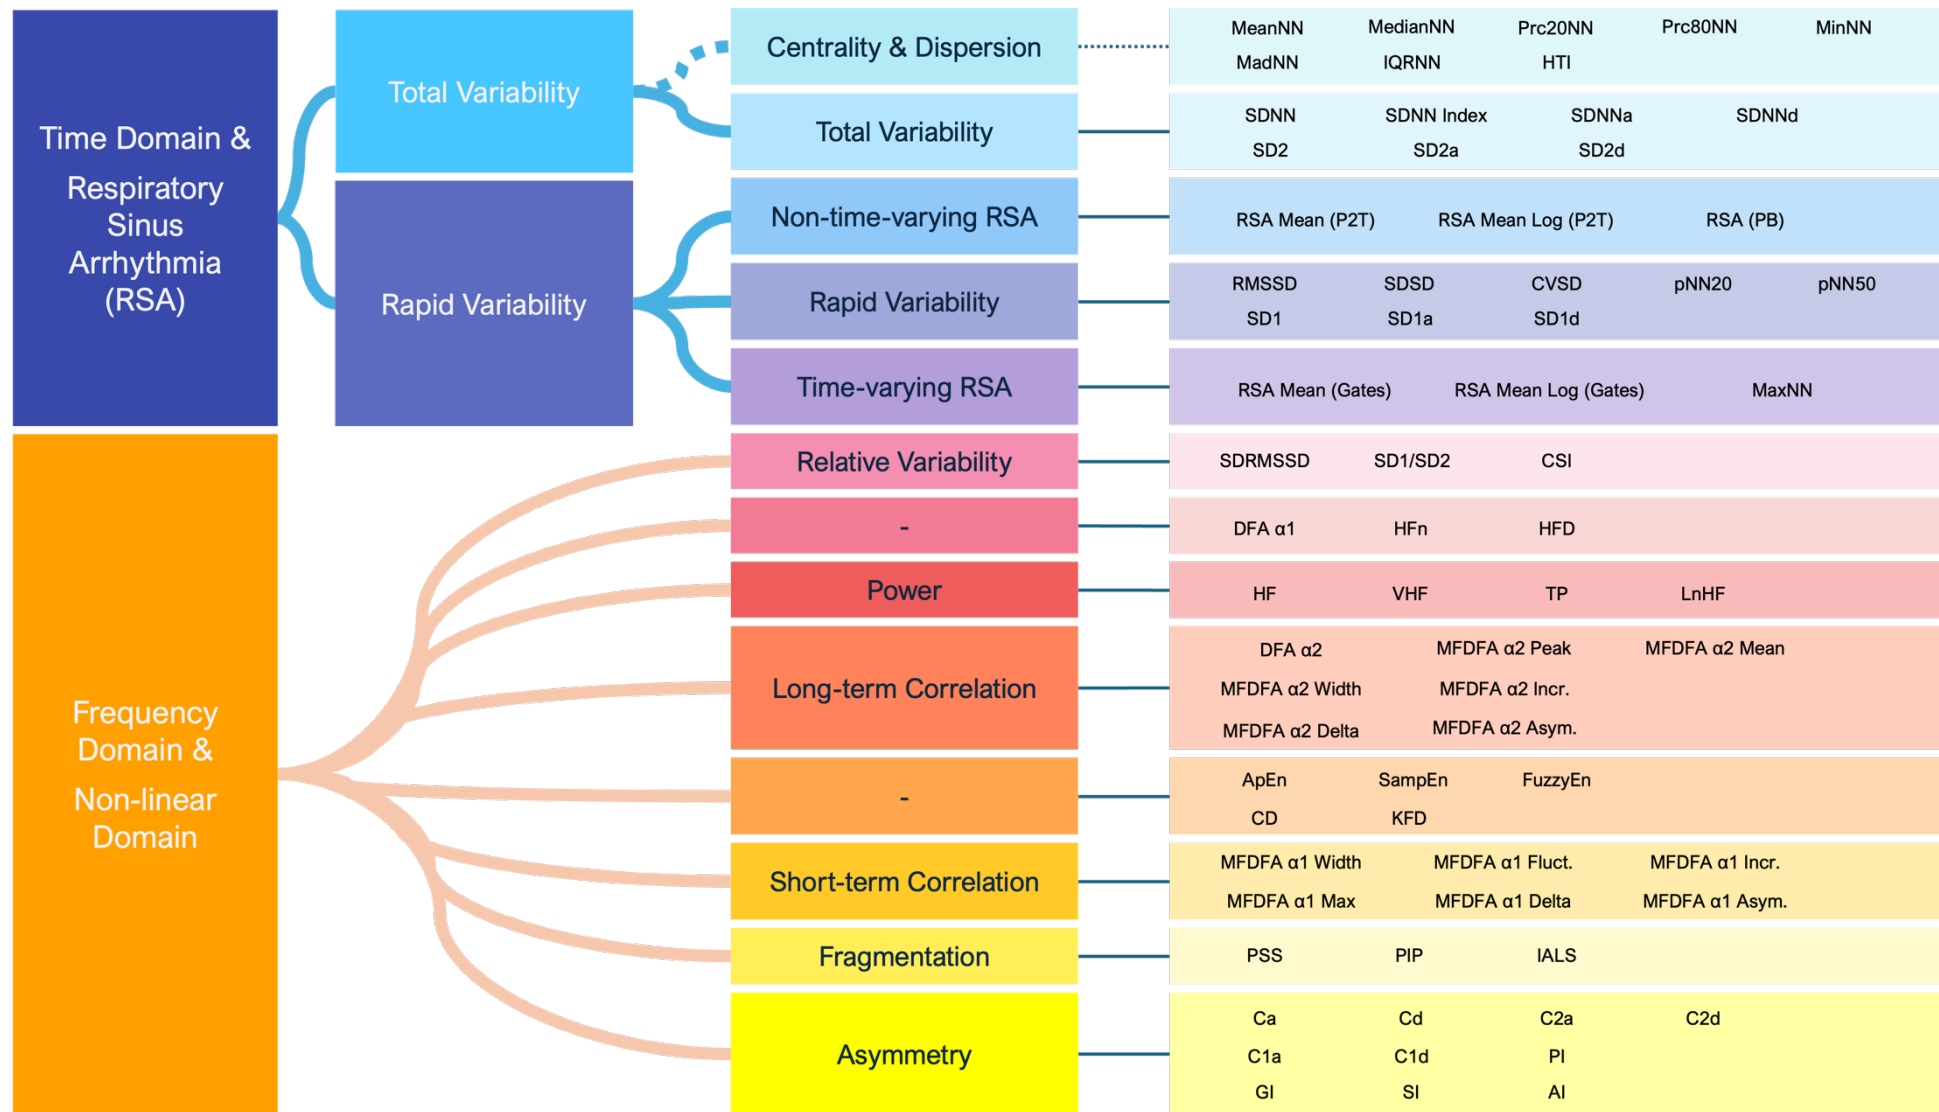 Time Domain &
Respiratory
Sinus
Arrhythmia
(RSA)
Total Variability
Rapid Variability
Centrality & Dispersion
MeanNN MedianNN Prc20NN Prc80NN MinNN
MadNN IQRNN HTI
Total Variability
SDNN SDNN Index SDNNa SDNNd
SD2 SD2a SD2d
Non-time-varying RSA
RSA Mean (P2T) RSA Mean Log (P2T) RSA (PB)
Rapid Variability
RMSSD SDSD CVSD pNN20 pNN50
SD1 SD1a SD1d
Time-varying RSA
RSA Mean (Gates) RSA Mean Log (Gates) MaxNN
Frequency
Domain &
Non-linear
Domain
Relative Variability
SDRMSSD SD1/SD2 CSI
-
DFA α1 HFn HFD
Power
HF VHF TP LnHF
Long-term Correlation
DFA α2 MFDFA α2 Peak MFDFA α2 Mean
MFDFA α2 Width MFDFA α2 Incr.
MFDFA α2 Delta MFDFA α2 Asym.
-
ApEn SampEn FuzzyEn
CD KFD
Short-term Correlation
MFDFA α1 Width MFDFA α1 Fluct. MFDFA α1 Incr.
MFDFA α1 Max MFDFA α1 Delta MFDFA α1 Asym.
Fragmentation
PSS PIP IALS
Asymmetry
Ca Cd C2a C2d
C1a C1d PI
GI SI AI